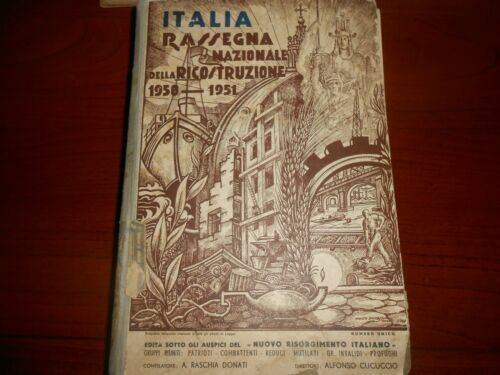 ITALIA
RASSEGNA
NAZIONALE
DELLA RICOSTRUZIONE
1950 — 1951
NUMERO UNICO
EDITA SOTTO GLI AUSPICI DEL - "NUOVO RISORGIMENTO ITALIANO" -
GRUPPI RIUNITI: PATRIOTI - COMBATTENTI - REDUCI - MUTILATI - GR. INVALIDI - PROFUGHI
COMPILATORE: A. RASCHIA DONATI
DIRETTORE: ALFONSO CUCUCCIO